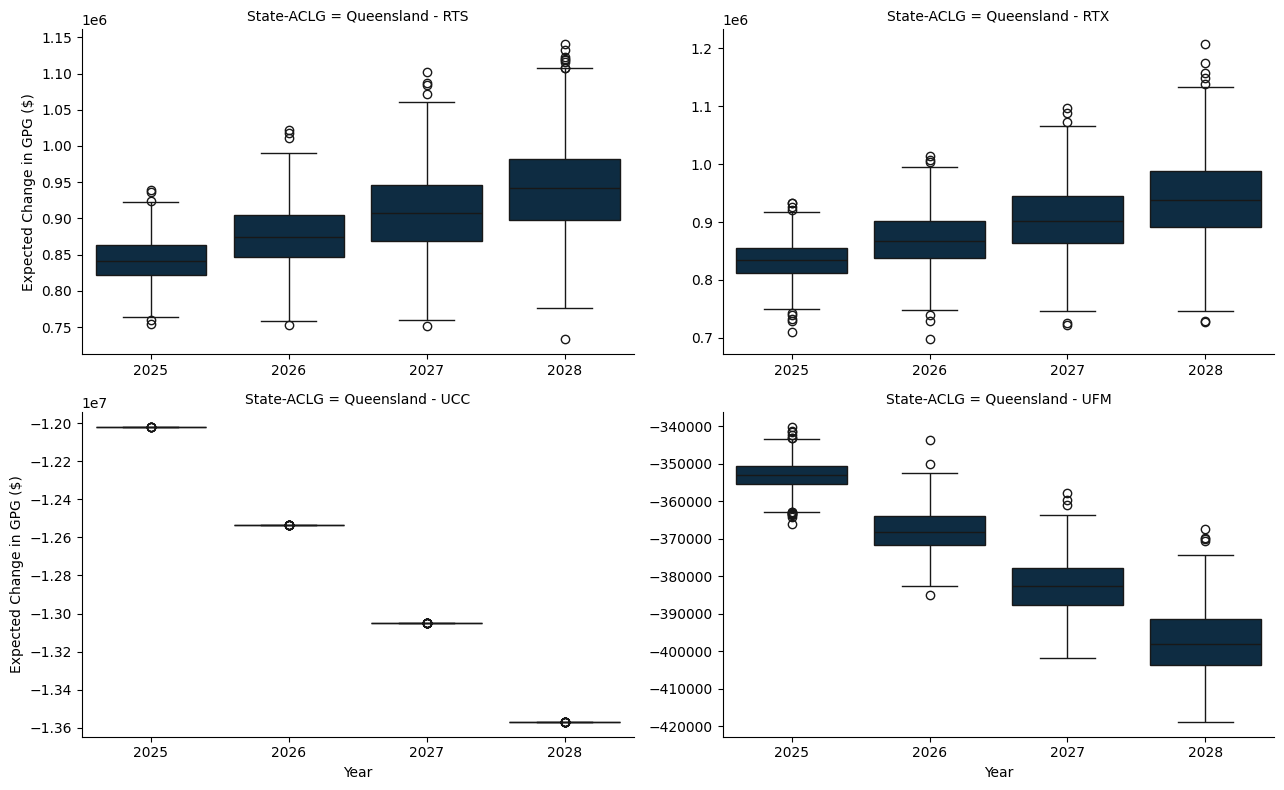 State-ACLG = Queensland - RTS
1e6
Expected Change in GPG ($)
1.15
1.10
1.05
1.00
0.95
0.90
0.85
0.80
0.75
2025 2026 2027 2028
State-ACLG = Queensland - RTX
1e6
1.2
1.1
1.0
0.9
0.8
0.7
2025 2026 2027 2028
State-ACLG = Queensland - UCC
1e7
Expected Change in GPG ($)
−1.20
−1.22
−1.24
−1.26
−1.28
−1.30
−1.32
−1.34
−1.36
2025 2026 2027 2028
Year
State-ACLG = Queensland - UFM
−340000
−350000
−360000
−370000
−380000
−390000
−400000
−410000
−420000
2025 2026 2027 2028
Year